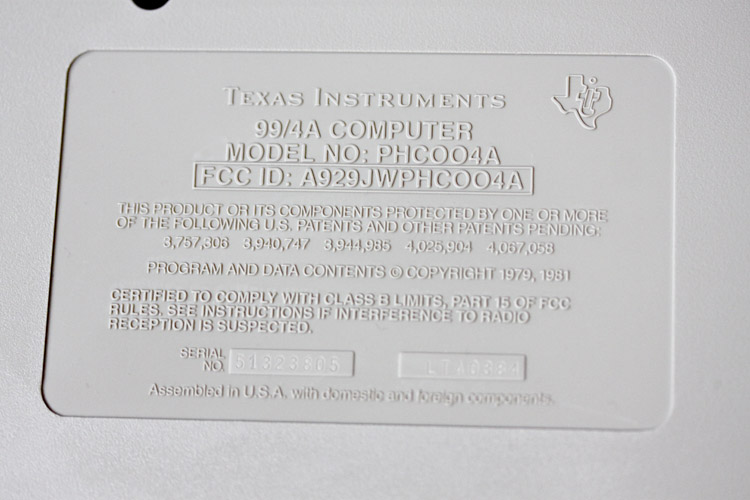 TEXAS INSTRUMENTS
99/4A COMPUTER
MODEL NO: PHC004A
FCC ID: A929JWPHC004A
THIS PRODUCT OR ITS COMPONENTS PROTECTED BY ONE OR MORE
OF THE FOLLOWING U.S. PATENTS AND OTHER PATENTS PENDING:
3,757,306 3,940,747 3,944,985 4,025,904 4,067,058
PROGRAM AND DATA CONTENTS © COPYRIGHT 1979, 1981
CERTIFIED TO COMPLY WITH CLASS B LIMITS, PART 15 OF FCC
RULES. SEE INSTRUCTIONS IF INTERFERENCE TO RADIO
RECEPTION IS SUSPECTED.
SERIAL
NO.
Assembled in U.S.A. with domestic and foreign components.